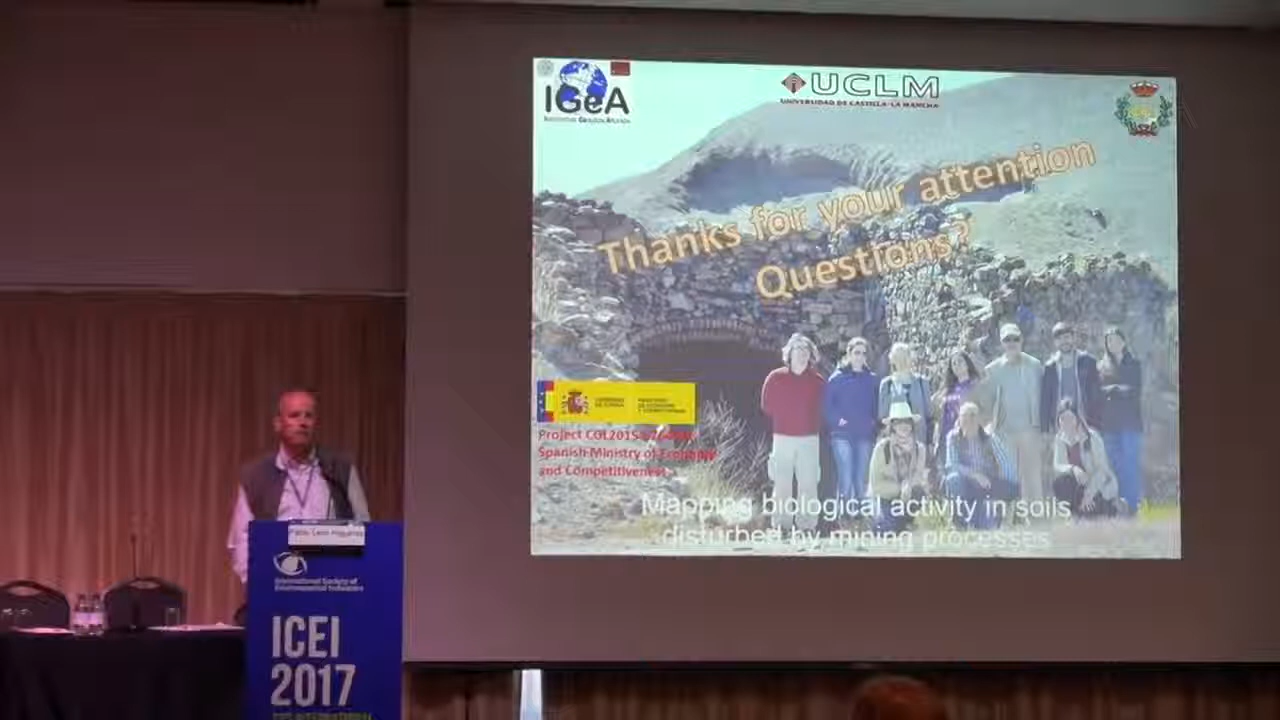 IGeA
UCLM
UNIVERSIDAD DE CASTILLA-LA MANCHA
Thanks for your attention
Questions?
Spanish Ministry of Economy
and Competitiveness
Mapping biological activity in soils
disturbed by mining processes
International Society of
Environmental Indicators
ICEI
2017